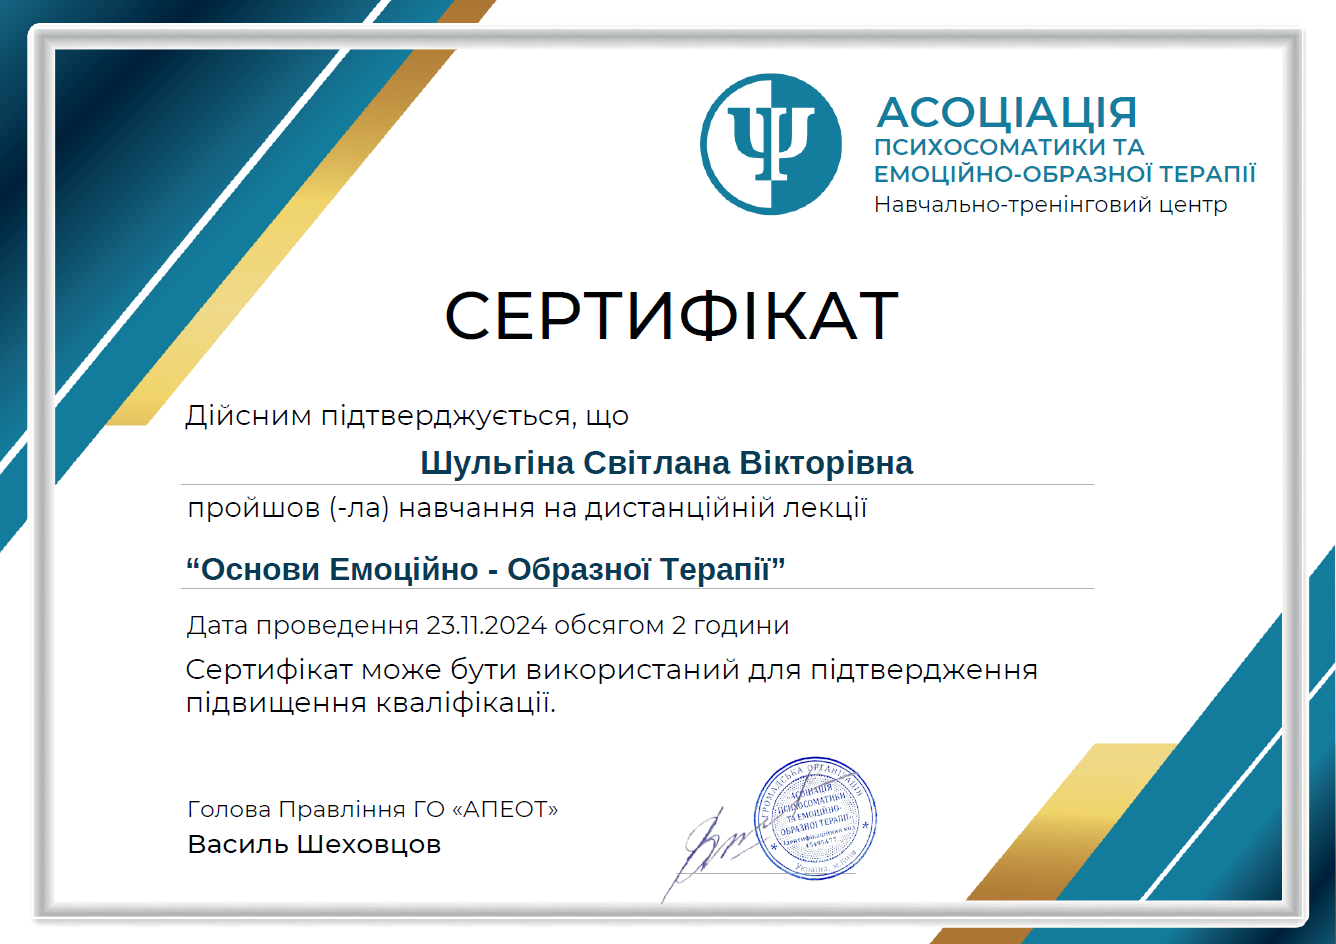 АСОЦІАЦІЯ
ПСИХОСОМАТИКИ ТА
ЕМОЦІЙНО-ОБРАЗНОЇ ТЕРАПІЇ
Навчально-тренінговий центр
СЕРТИФІКАТ
Дійсним підтверджується, що
Шульгіна Світлана Вікторівна
пройшов (-ла) навчання на дистанційній лекції
“Основи Емоційно - Образної Терапії”
Дата проведення 23.11.2024 обсягом 2 години
Сертифікат може бути використаний для підтвердження
підвищення кваліфікації.
Голова Правління ГО «АПЕОТ»
Василь Шеховцов
ГРОМАДСЬКА ОРГАНІЗАЦІЯ
АСОЦІАЦІЯ
ПСИХОСОМАТИКИ
ТА ЕМОЦІЙНО-
ОБРАЗНОЇ ТЕРАПІЇ
Ідентифікаційний код
Україна, м.Київ